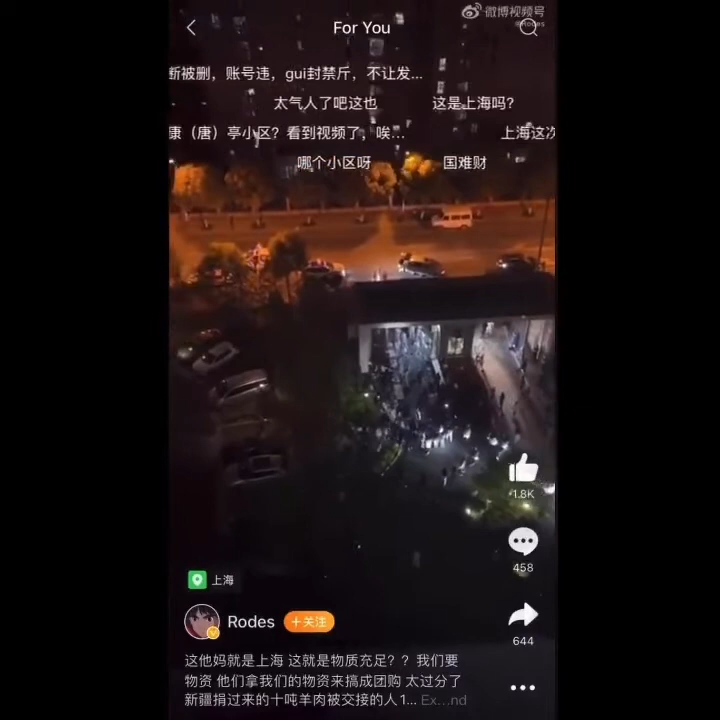 微博视频号
@Rodes
For You
断被删，账号违，gui封禁斤，不让发...
太气人了吧这也 这是上海吗？
康（唐）亭小区？看到视频了，唉... 上海这次
哪个小区呀 国难财
1.8K
458
上海
Rodes +关注
644
这他妈就是上海 这就是物质充足？？我们要
物资 他们拿我们的物资来搞成团购 太过分了
新疆捐过来的十吨羊肉被交接的人1... Ex...nd